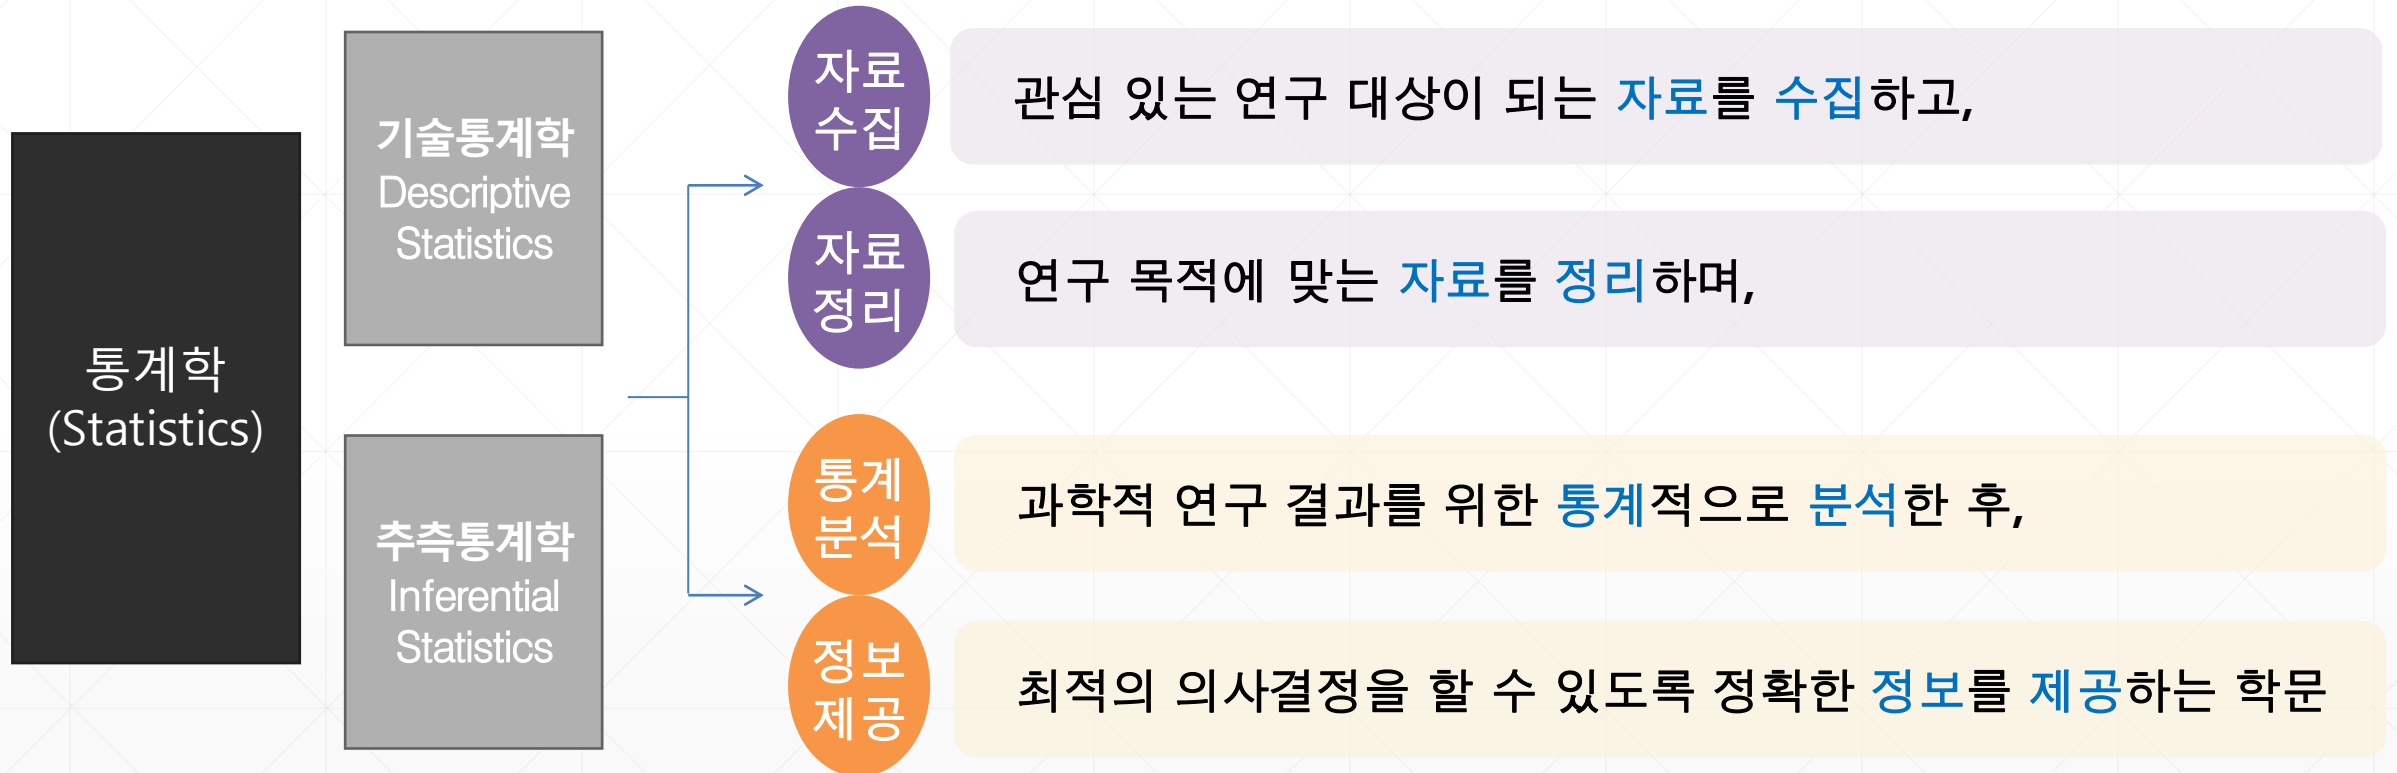 통계학
(Statistics)
기술통계학
Descriptive
Statistics
추측통계학
Inferential
Statistics
자료
수집
관심 있는 연구 대상이 되는 자료를 수집하고,
자료
정리
연구 목적에 맞는 자료를 정리하며,
통계
분석
과학적 연구 결과를 위한 통계적으로 분석한 후,
정보
제공
최적의 의사결정을 할 수 있도록 정확한 정보를 제공하는 학문